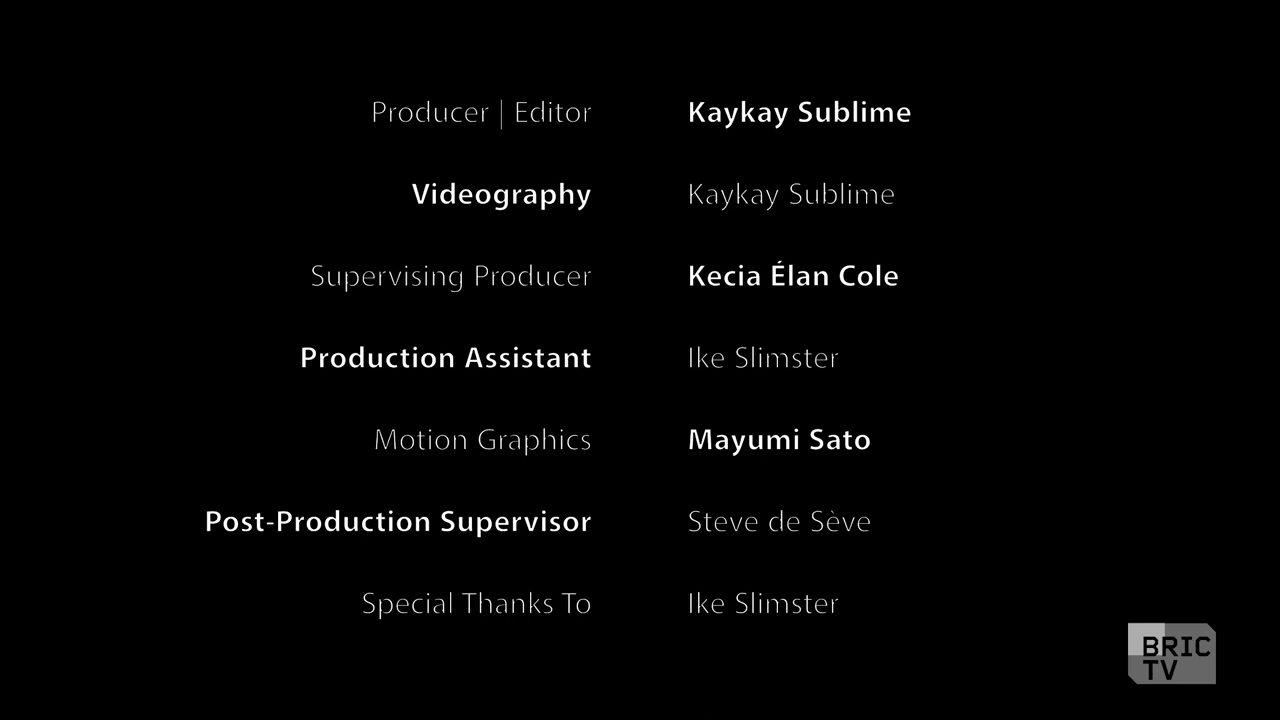 Producer | Editor Kaykay Sublime
Videography Kaykay Sublime
Supervising Producer Kecia Élan Cole
Production Assistant Ike Slimster
Motion Graphics Mayumi Sato
Post-Production Supervisor Steve de Sève
Special Thanks To Ike Slimster
BRIC
TV